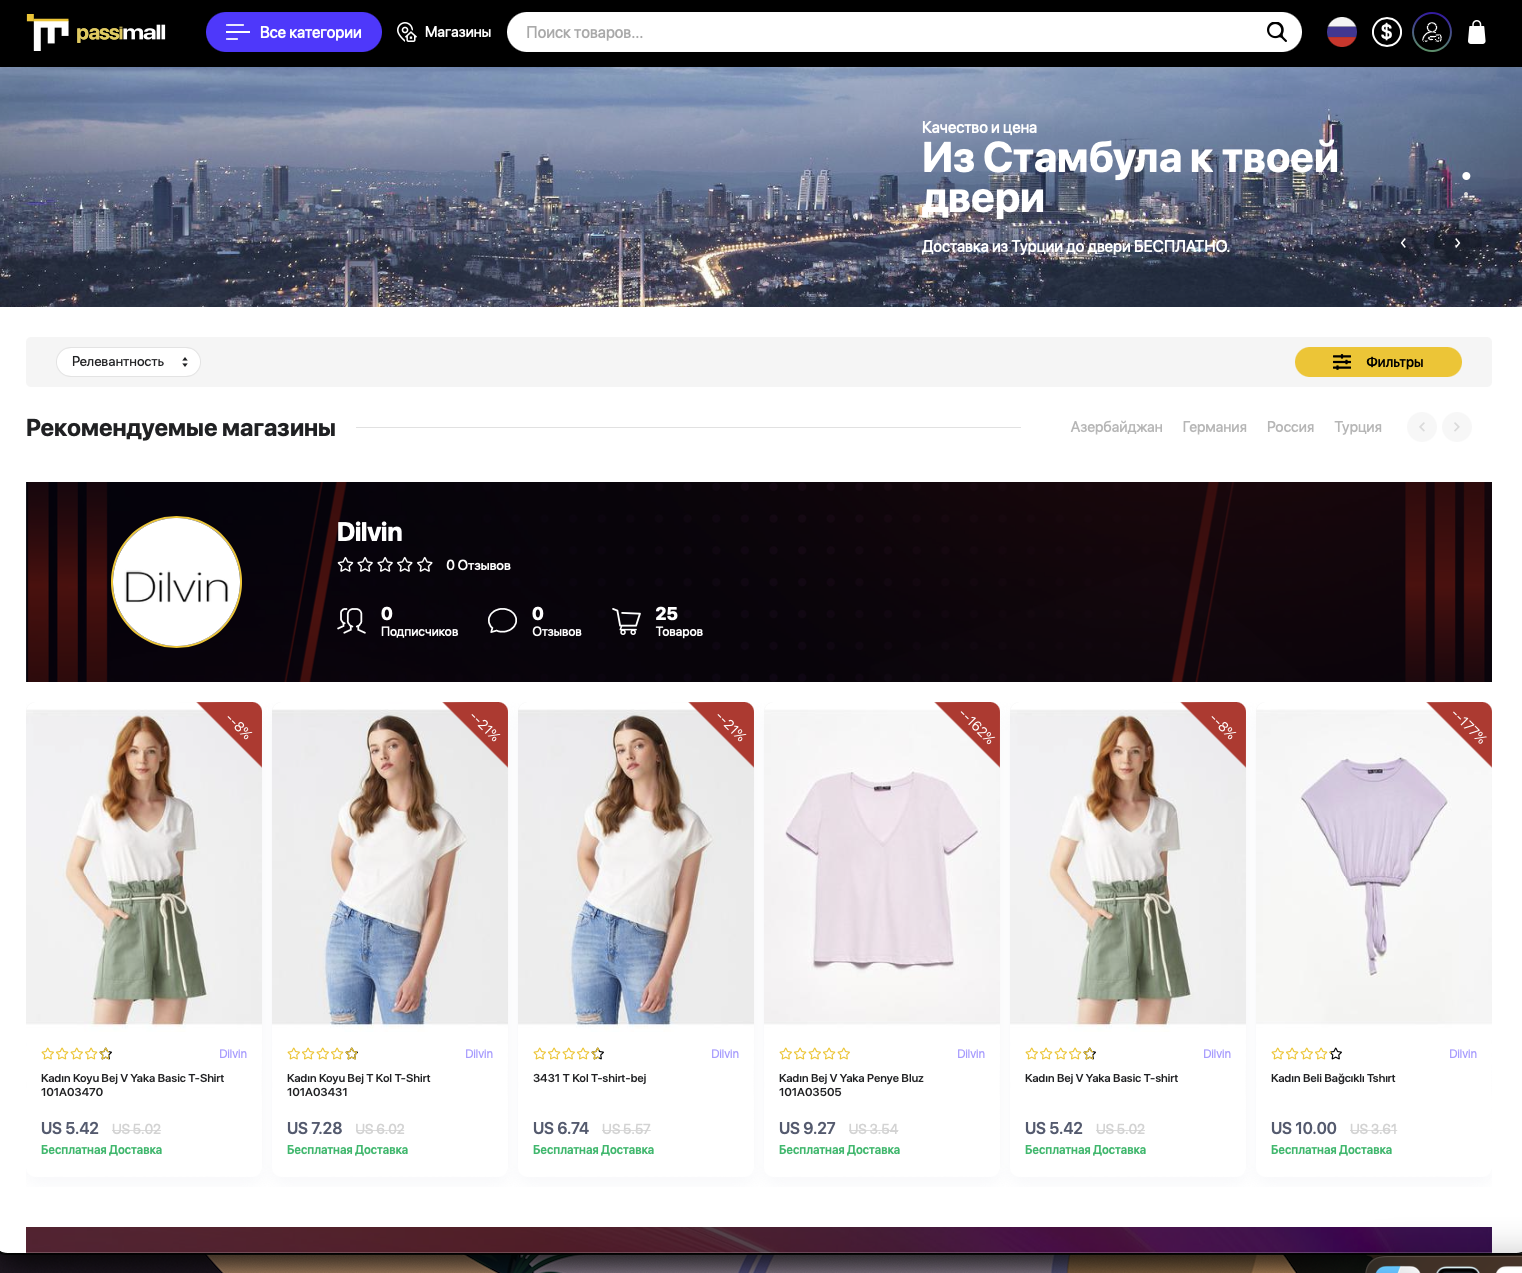 passimall
Все категории
Магазины
Поиск товаров...
$
Качество и цена
Из Стамбула к твоей
двери
Доставка из Турции до двери БЕСПЛАТНО.
Релевантность
Фильтры
Рекомендуемые магазины
Азербайджан
Германия
Россия
Турция
Dilvin
Dilvin
0 Отзывов
0
Подписчиков
0
Отзывов
25
Товаров
--8%
--21%
--21%
--162%
--8%
--177%
Dilvin
Kadın Koyu Bej V Yaka Basic T-Shirt
101A03470
US 5.42 US 5.02
Бесплатная Доставка
Dilvin
Kadın Koyu Bej T Kol T-Shirt
101A03431
US 7.28 US 6.02
Бесплатная Доставка
Dilvin
3431 T Kol T-shirt-bej
US 6.74 US 5.57
Бесплатная Доставка
Dilvin
Kadın Bej V Yaka Penye Bluz
101A03505
US 9.27 US 3.54
Бесплатная Доставка
Dilvin
Kadın Bej V Yaka Basic T-shirt
US 5.42 US 5.02
Бесплатная Доставка
Dilvin
Kadın Beli Bağcıklı Tshırt
US 10.00 US 3.61
Бесплатная Доставка